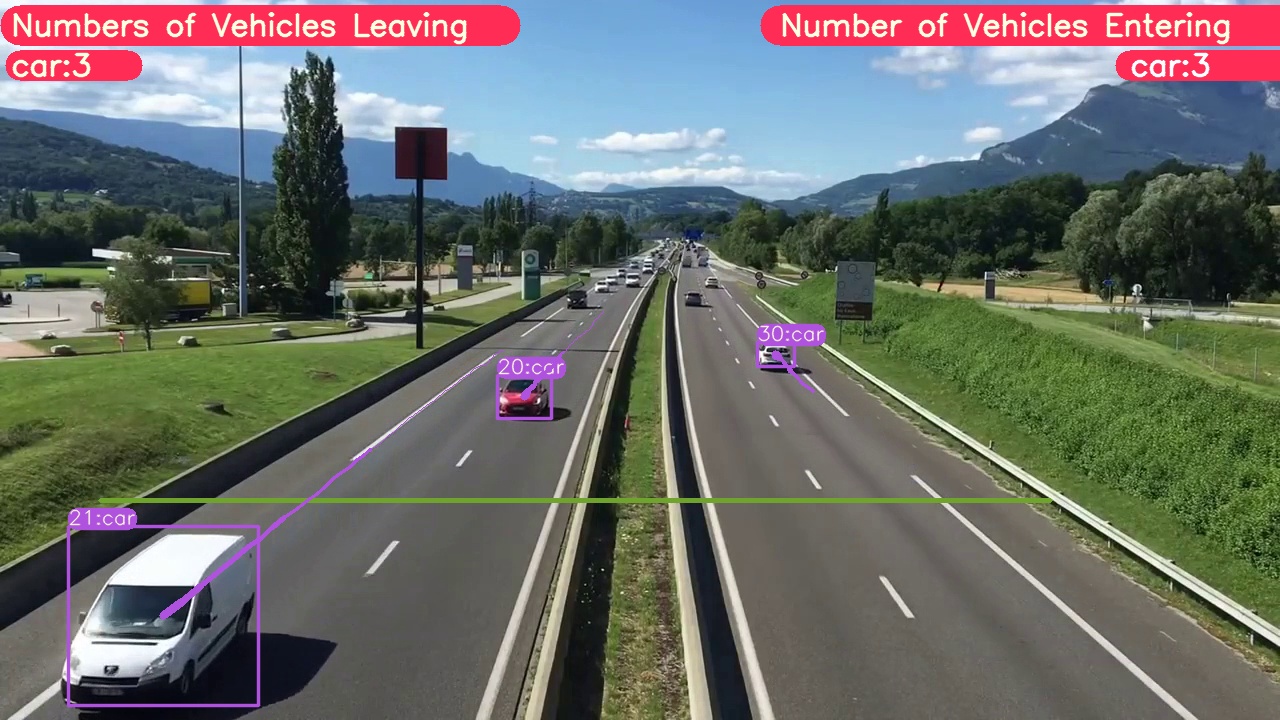 Numbers of Vehicles Leaving
Number of Vehicles Entering
car:3
car:3
30:car
20:car
21:car